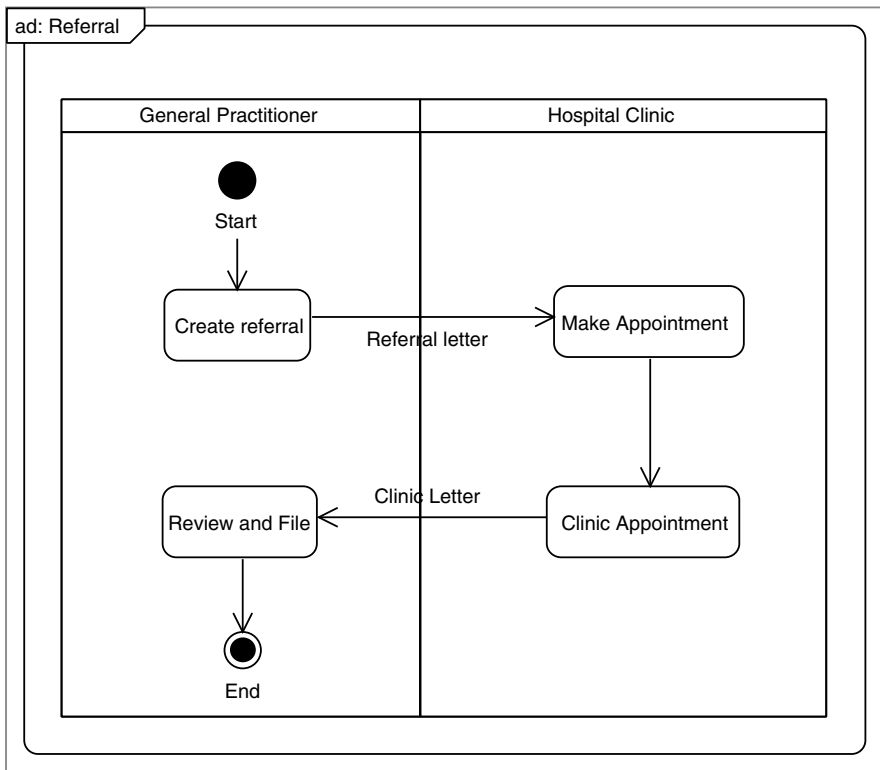 ad: Referral
General Practitioner
Hospital Clinic
Start
Create referral
Referral letter
Make Appointment
Review and File
Clinic Letter
Clinic Appointment
End